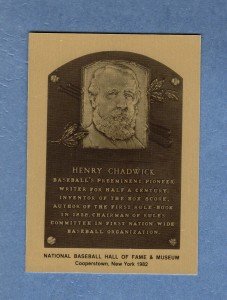 HENRY CHADWICK
BASEBALL'S PREEMINENT PIONEER
WRITER FOR HALF A CENTURY.
INVENTOR OF THE BOX SCORE.
AUTHOR OF THE FIRST RULE BOOK
IN 1858. CHAIRMAN OF RULES
COMMITTEE IN FIRST NATION-WIDE
BASEBALL ORGANIZATION.
NATIONAL BASEBALL HALL OF FAME & MUSEUM
Cooperstown, New York 1982